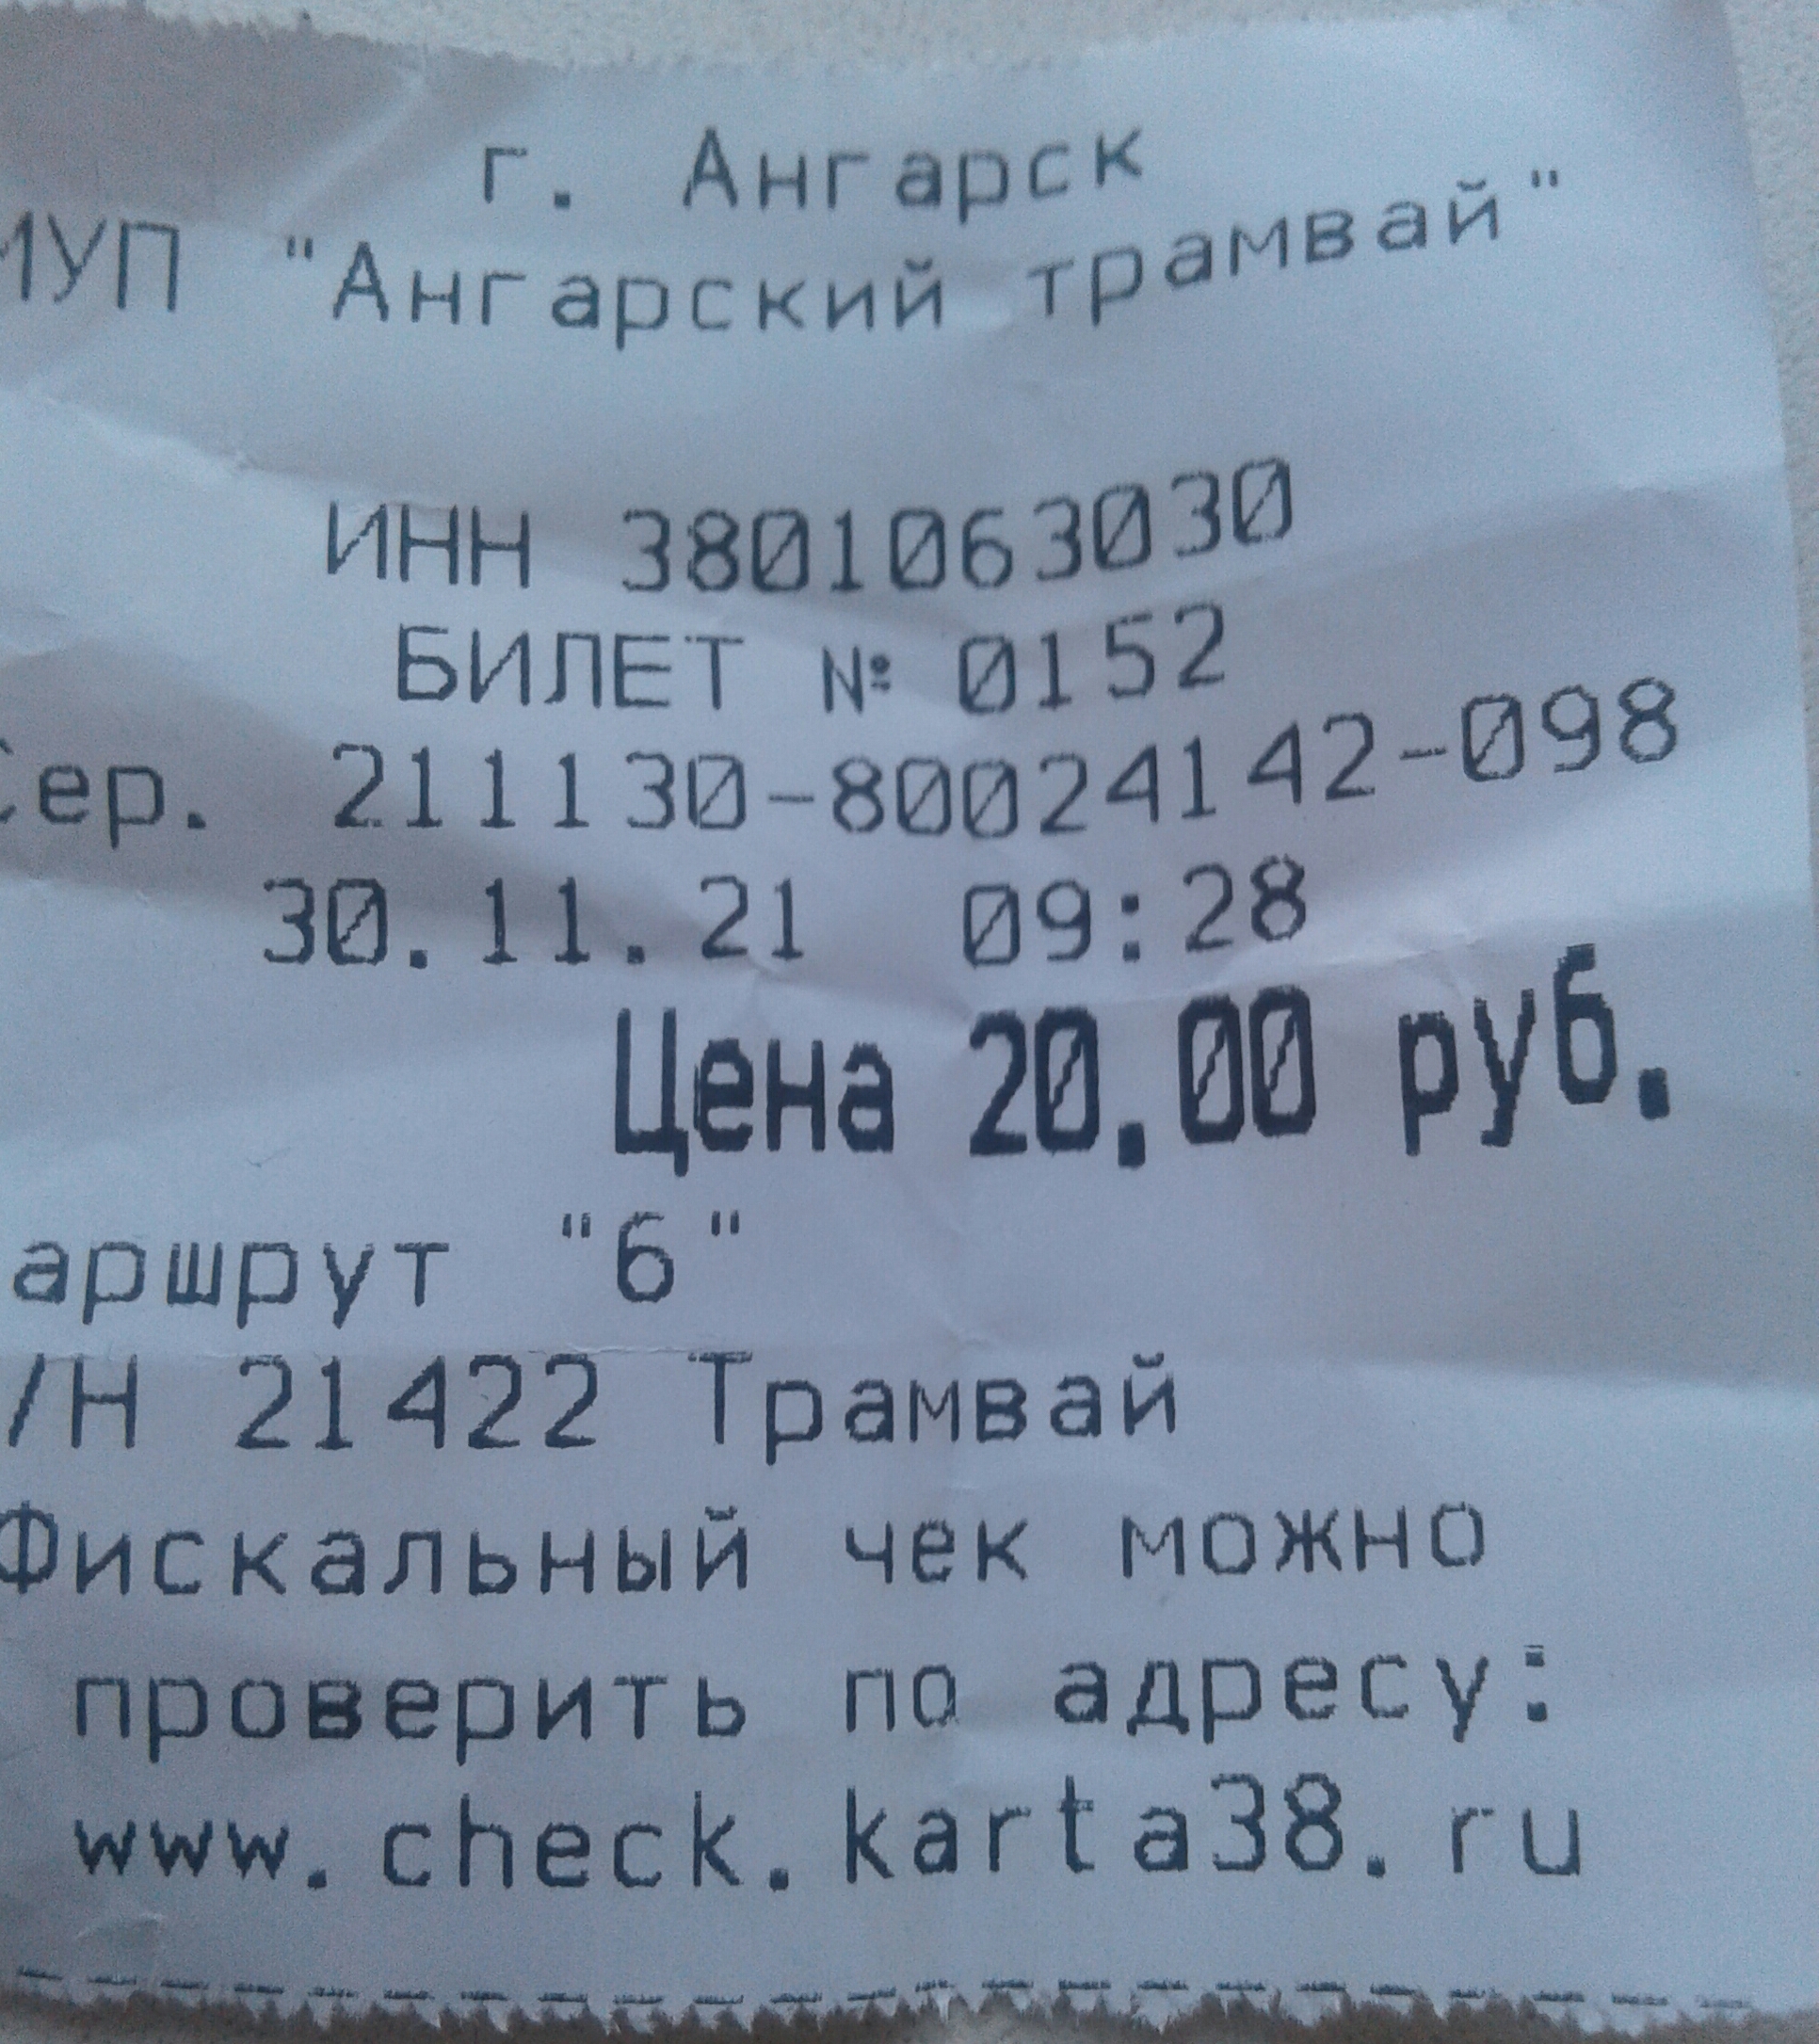 г. Ангарск
МУП "Ангарский трамвай"
ИНН 3801063030
БИЛЕТ № 0152
Сер. 211130-80024142-098
30.11.21 09:28
Цена 20.00 руб.
аршрут "6"
/Н 21422 Трамвай
Фискальный чек можно
проверить по адресу:
www.check.karta38.ru